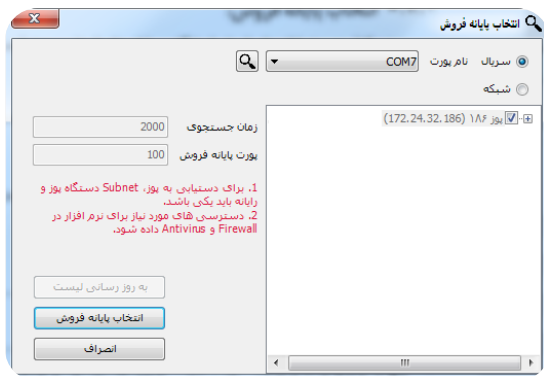 انتخاب پایانه فروش
سریال نام پورت COM7
شبکه
پوز ۱۸۶ (172.24.32.186)
زمان جستجوی 2000
پورت پایانه فروش 100
1. برای دستیابی به پوز، Subnet دستگاه پوز و
رایانه باید یکی باشد.
2. دسترسی های مورد نیاز برای نرم افزار در
Firewall و Antivirus داده شود.
به روز رسانی لیست
انتخاب پایانه فروش
انصراف